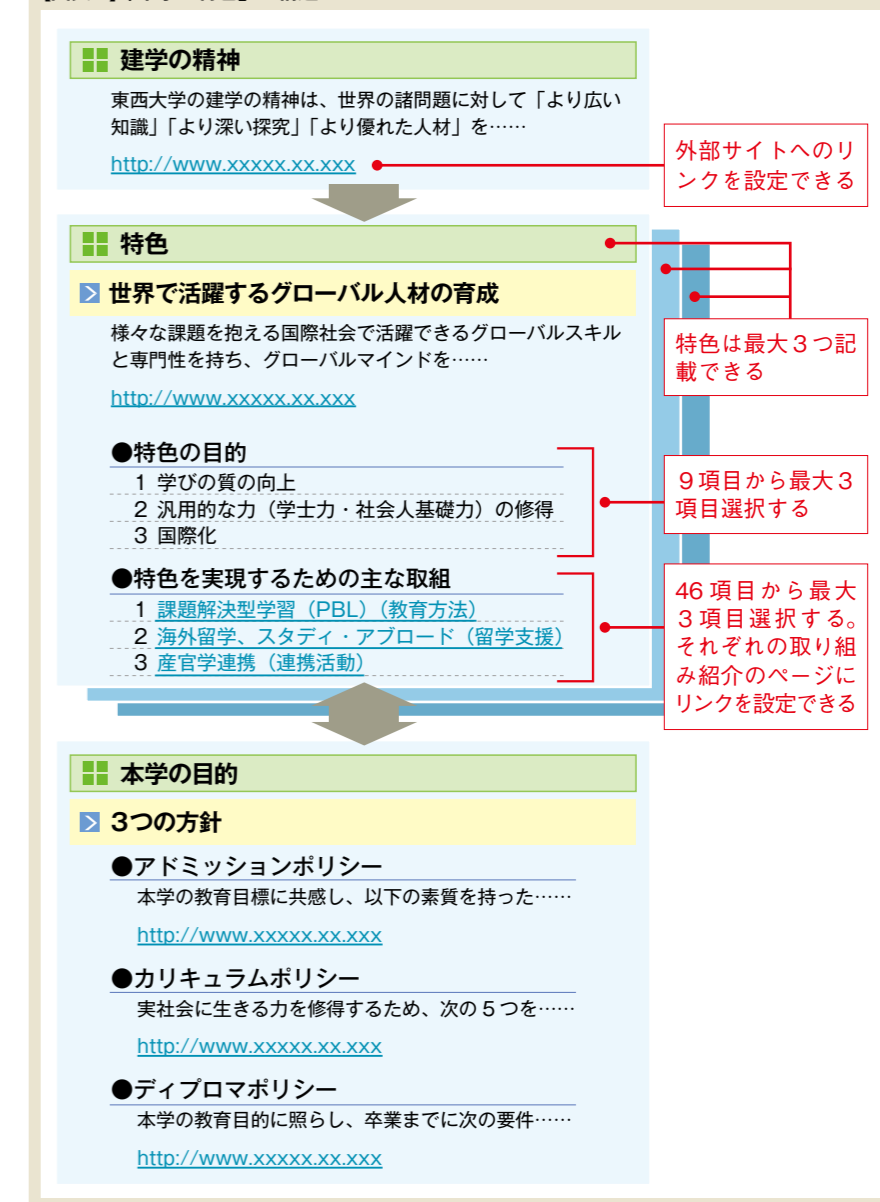 建学の精神
東西大学の建学の精神は、世界の諸問題に対して「より広い
知識」「より深い探究」「より優れた人材」を……
http://www.xxxxx.xx.xxx
外部サイトへのリ
ンクを設定できる
特色
世界で活躍するグローバル人材の育成
様々な課題を抱える国際社会で活躍できるグローバルスキル
と専門性を持ち、グローバルマインドを……
http://www.xxxxx.xx.xxx
特色は最大3つ記
載できる
●特色の目的
1 学びの質の向上
2 汎用的な力（学士力・社会人基礎力）の修得
3 国際化
9項目から最大3
項目選択する
●特色を実現するための主な取組
1 課題解決型学習（PBL）（教育方法）
2 海外留学、スタディ・アブロード（留学支援）
3 産官学連携（連携活動）
46項目から最大
3項目選択する。
それぞれの取り組
み紹介のページに
リンクを設定できる
本学の目的
3つの方針
●アドミッションポリシー
本学の教育目標に共感し、以下の素質を持った……
http://www.xxxxx.xx.xxx
●カリキュラムポリシー
実社会に生きる力を修得するため、次の5つを……
http://www.xxxxx.xx.xxx
●ディプロマポリシー
本学の教育目的に照らし、卒業までに次の要件……
http://www.xxxxx.xx.xxx